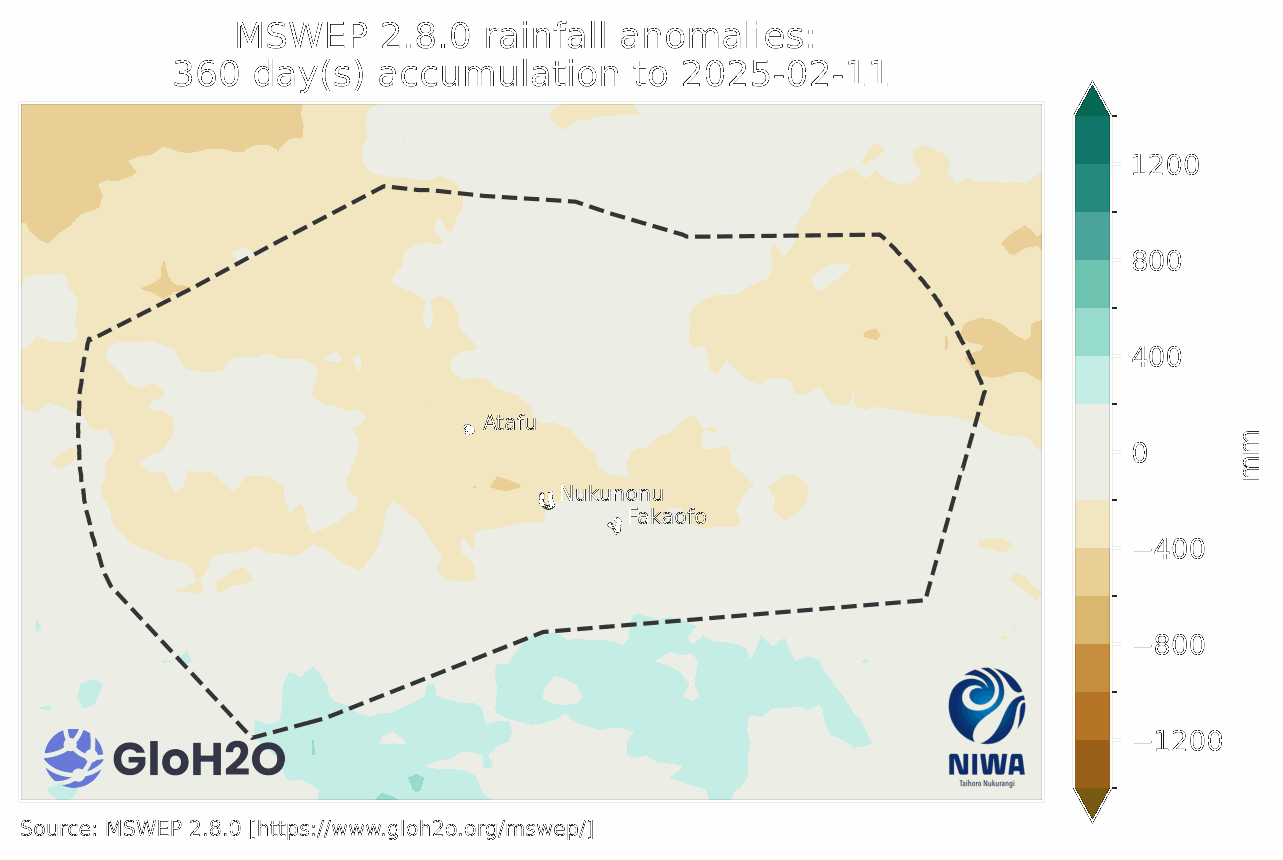 MSWEP 2.8.0 rainfall anomalies:
360 day(s) accumulation to 2025-02-11
1200
800
400
0
−400
−800
−1200
mm
Atafu
Nukunonu
Fakaofo
GloH2O
NIWA
Taihoro Nukurangi
Source: MSWEP 2.8.0 [https://www.gloh2o.org/mswep/]